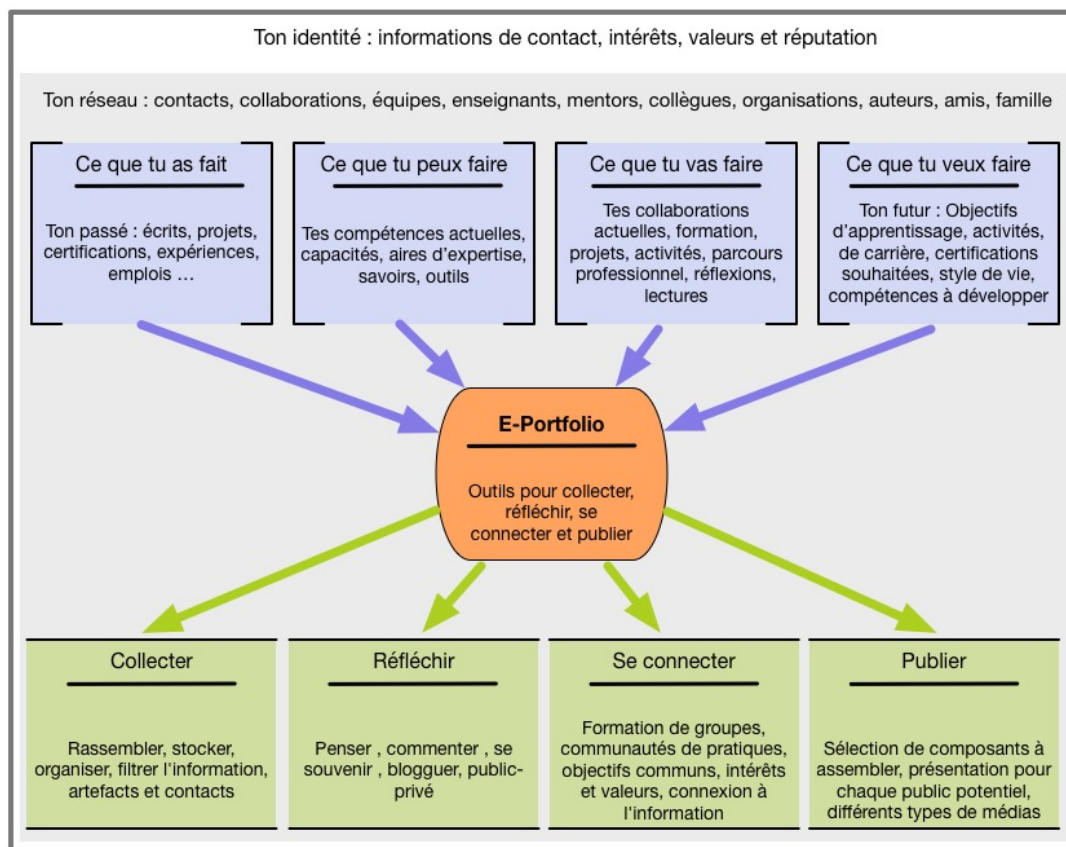 Ton identité : informations de contact, intérêts, valeurs et réputation
Ton réseau : contacts, collaborations, équipes, enseignants, mentors, collègues, organisations, auteurs, amis, famille
Ce que tu as fait
Ton passé : écrits, projets,
certifications, expériences,
emplois ...
Ce que tu peux faire
Tes compétences actuelles,
capacités, aires d'expertise,
savoirs, outils
Ce que tu vas faire
Tes collaborations
actuelles, formation,
projets, activités, parcours
professionnel, réflexions,
lectures
Ce que tu veux faire
Ton futur : Objectifs
d'apprentissage, activités,
de carrière, certifications
souhaitées, style de vie,
compétences à développer
E-Portfolio
Outils pour collecter,
réfléchir, se
connecter et publier
Collecter
Rassembler, stocker,
organiser, filtrer l'information,
artefacts et contacts
Réfléchir
Penser , commenter , se
souvenir , blogguer, public-
privé
Se connecter
Formation de groupes,
communautés de pratiques,
objectifs communs, intérêts
et valeurs, connexion à
l'information
Publier
Sélection de composants à
assembler, présentation pour
chaque public potentiel,
différents types de médias